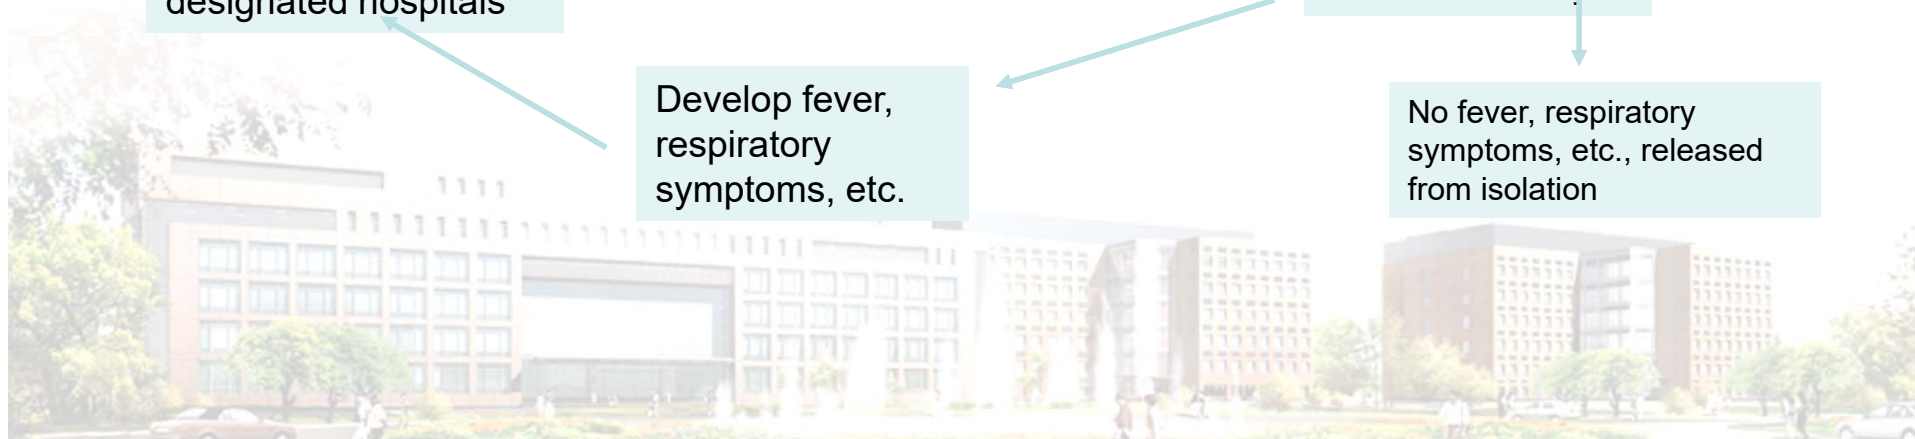 designated hospitals
Develop fever,
respiratory
symptoms, etc.
No fever, respiratory
symptoms, etc., released
from isolation